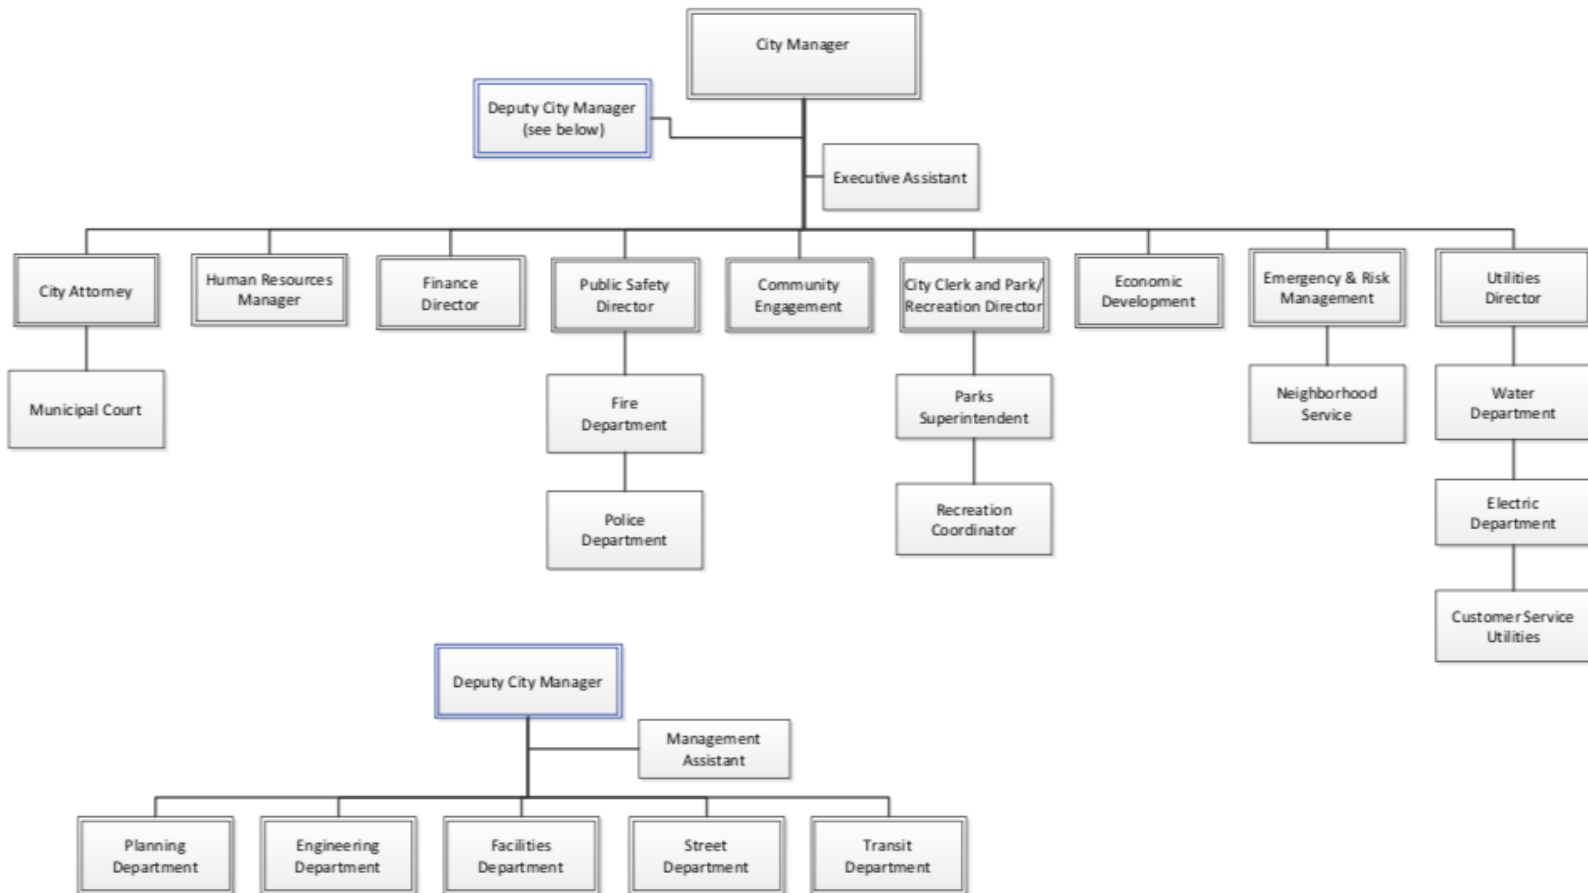 City Manager
Deputy City Manager
(see below)
Executive Assistant
City Attorney
Human Resources
Manager
Finance
Director
Public Safety
Director
Community
Engagement
City Clerk and Park/
Recreation Director
Economic
Development
Emergency & Risk
Management
Utilities
Director
Municipal Court
Fire
Department
Parks
Superintendent
Neighborhood
Service
Water
Department
Police
Department
Recreation
Coordinator
Electric
Department
Customer Service
Utilities
Deputy City Manager
Management
Assistant
Planning
Department
Engineering
Department
Facilities
Department
Street
Department
Transit
Department